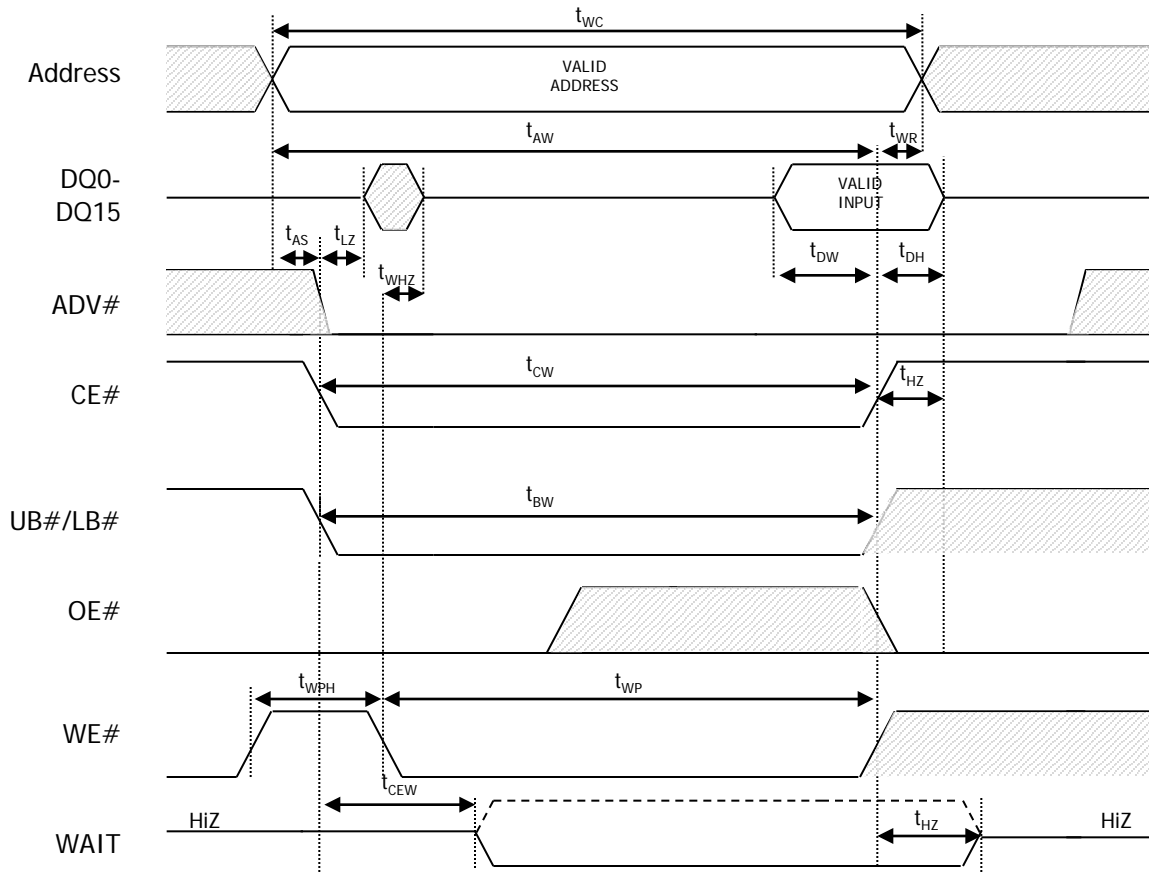 tWC
Address
VALID
ADDRESS
tAW
tWR
DQ0-
DQ15
VALID
INPUT
tAS
tLZ
tWHZ
tDW
tDH
ADV#
tCW
tHZ
CE#
tBW
UB#/LB#
OE#
tWPH
tWP
WE#
tCEW
HiZ
tHZ
HiZ
WAIT